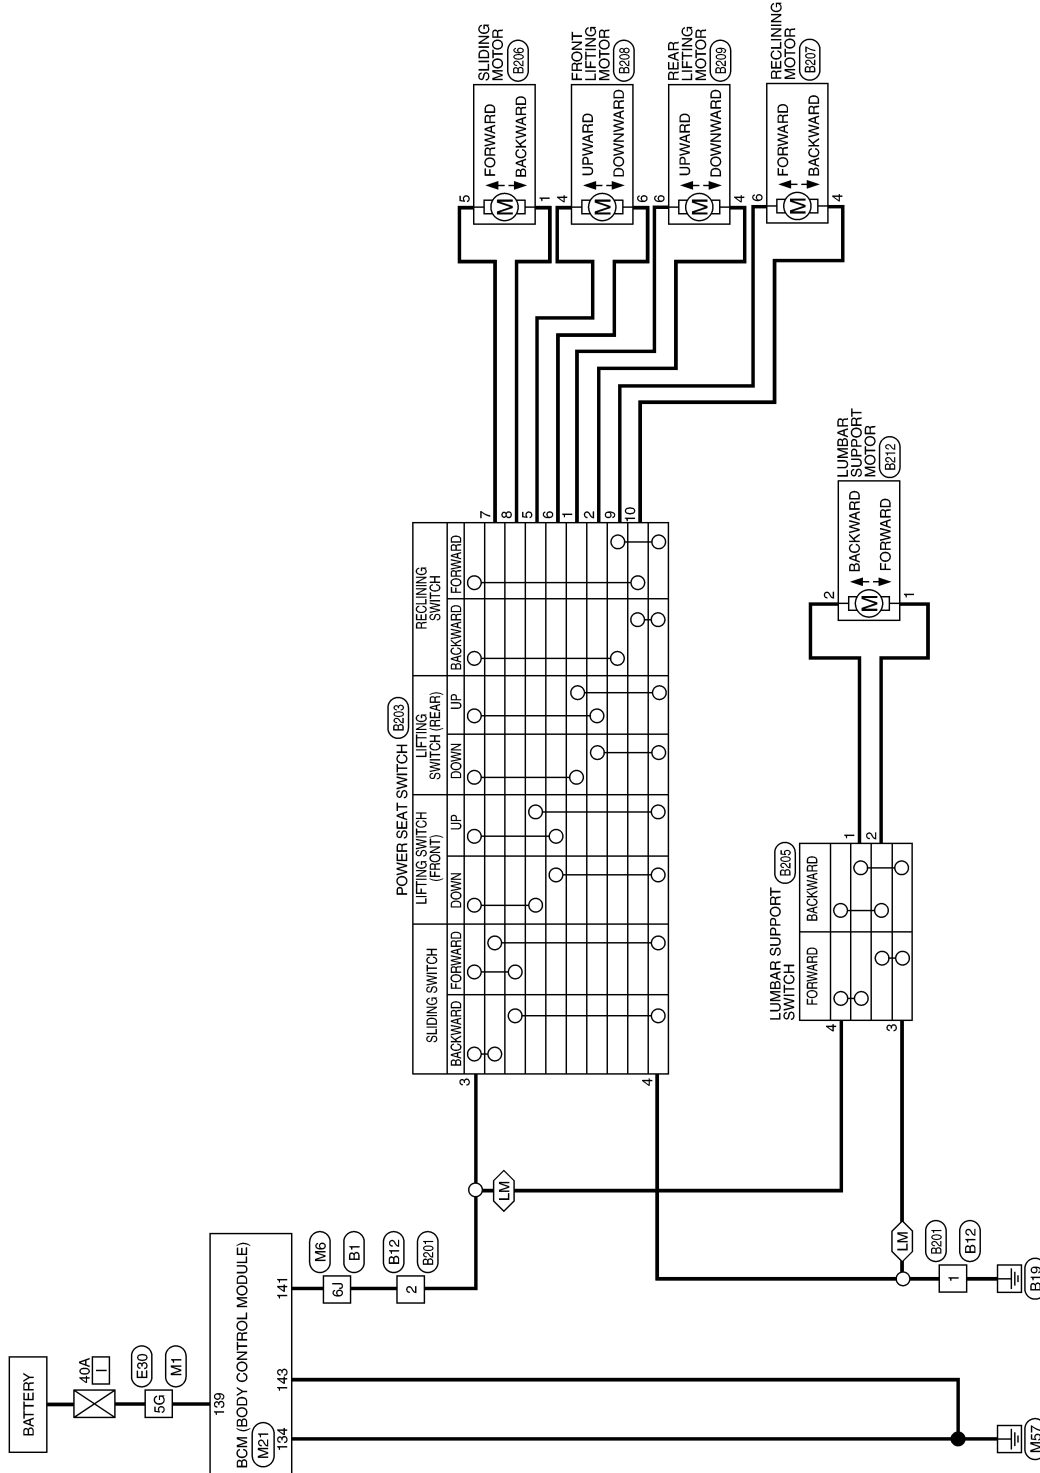 BATTERY
40A
I
5G
E30
M1
139
BCM (BODY CONTROL MODULE)
M21
134
143
141
6J
M6
B1
2
B12
B201
LM
M57
B19
1
B201
B12
LM
POWER SEAT SWITCH
B203
SLIDING SWITCH
LIFTING SWITCH
(FRONT)
LIFTING
SWITCH (REAR)
RECLINING
SWITCH
BACKWARD
FORWARD
DOWN
UP
DOWN
UP
BACKWARD
FORWARD
3
4
7
8
5
6
1
2
9
10
SLIDING
MOTOR
B206
FORWARD
BACKWARD
M
5
1
FRONT
LIFTING
MOTOR
B208
UPWARD
DOWNWARD
M
4
6
REAR
LIFTING
MOTOR
B209
UPWARD
DOWNWARD
M
6
4
RECLINING
MOTOR
B207
FORWARD
BACKWARD
M
6
4
LUMBAR SUPPORT
SWITCH
B205
FORWARD
BACKWARD
4
3
1
2
LUMBAR
SUPPORT
MOTOR
B212
BACKWARD
FORWARD
M
2
1